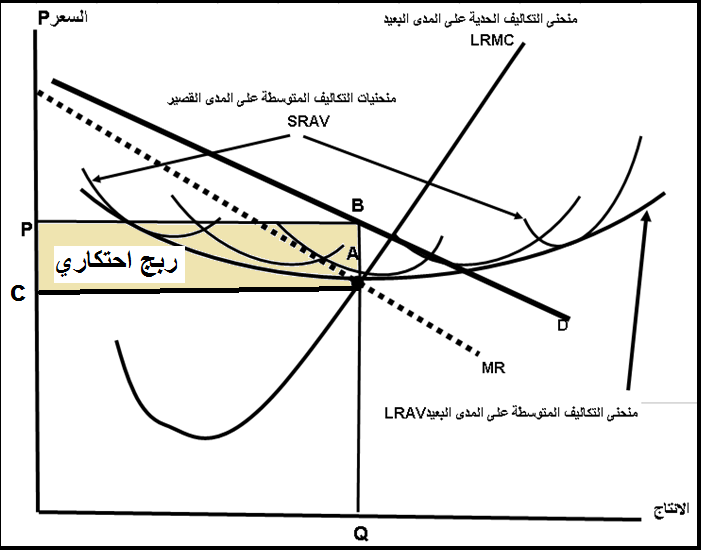 السعرP
منحنى التكاليف الحدية على المدى البعيد
LRMC
منحنيات التكاليف المتوسطة على المدى القصير
SRAV
B
P
A
ربح احتكاري
C
D
MR
منحنى التكاليف المتوسطة على المدى البعيدLRAV
الانتاج
Q